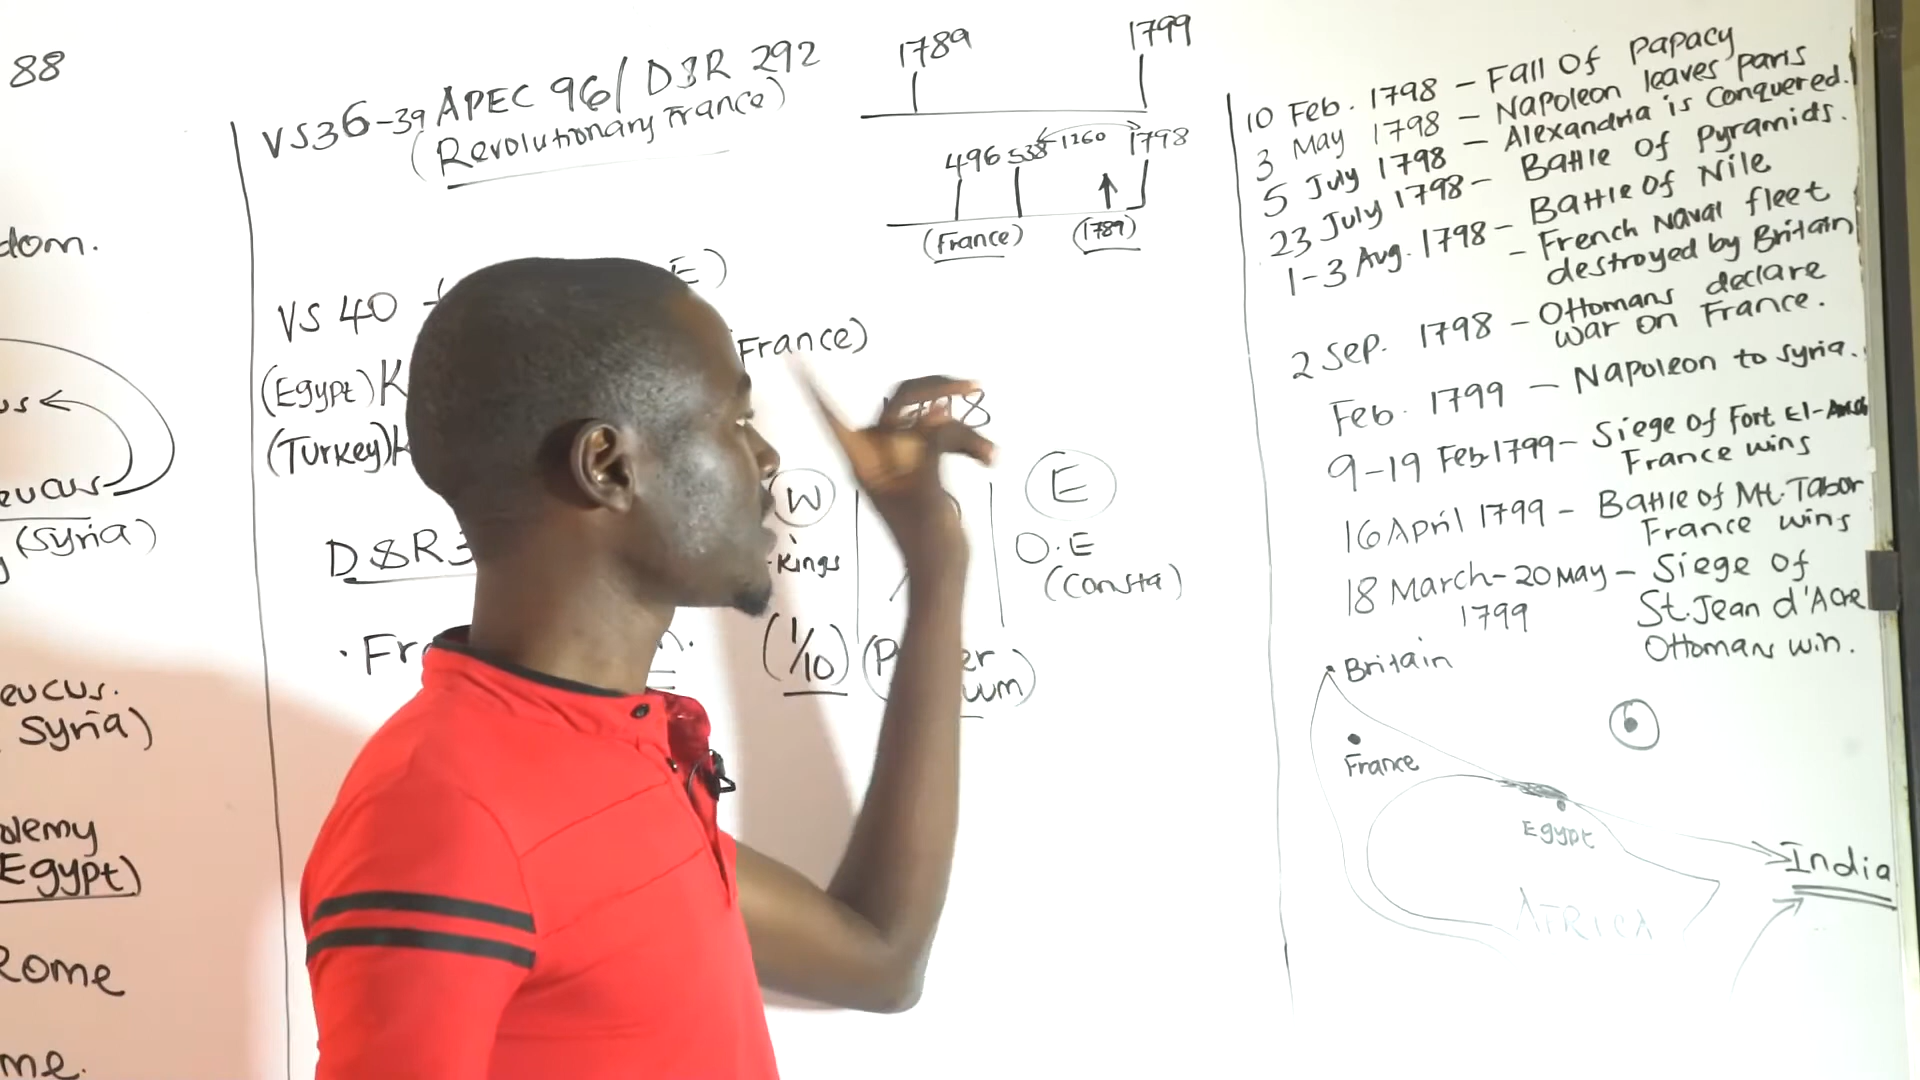 88
dom.
eucus
(Syria)
eucus.
Syria)
olemy
Egypt)
Rome
me.
VS36-39 APEC 96/ D&R 292
(Revolutionary France)
VS 40
E)
(Egypt) K
France)
(Turkey)
1798
D&R3
W
Kings
(1/10)
E
O.E
(Consta)
1789
1799
496 538 1260 1798
(France)
(1789)
10 Feb. 1798 - Fall Of Papacy
3 May 1798 - Napoleon leaves paris
5 July 1798 - Alexandria is Conquered.
23 July 1798 - Battle of Pyramids.
1-3 Aug. 1798 - Battle Of Nile
- French Naval fleet
destroyed by Britain
2 Sep. 1798 - Ottomans declare
war on France.
Feb. 1799 - Napoleon to Syria.
9-19 Feb 1799 - Siege of Fort El-Arish
France wins
16 April 1799 - Battle of Mt. Tabor
France wins
18 March-20 May - Siege of
1799
St. Jean d'Acre
Ottomans win.
Britain
France
Egypt
India
AFRICA